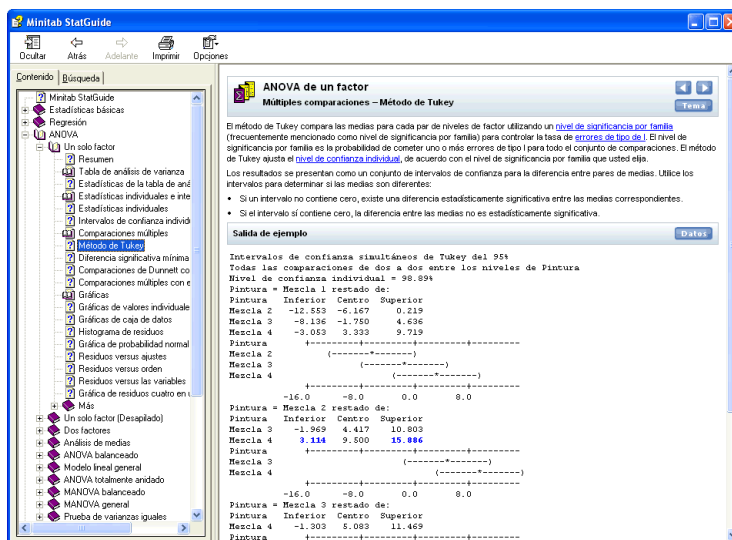 Minitab StatGuide
Ocultar Atrás Adelante Imprimir Opciones
Contenido Búsqueda
Minitab StatGuide
Estadísticas básicas
Regresión
ANOVA
Un solo factor
Resumen
Tabla de análisis de varianza
Estadísticas de la tabla de aná
Estadísticas individuales e inte
Estadísticas individuales
Intervalos de confianza individ
Comparaciones múltiples
Método de Tukey
Diferencia significativa mínima
Comparaciones de Dunnett co
Comparaciones múltiples con e
Gráficas
Gráficas de valores individuale
Gráficas de caja de datos
Histograma de residuos
Gráfica de probabilidad normal
Residuos versus ajustes
Residuos versus orden
Residuos versus las variables
Gráfica de residuos cuatro en u
Más
Un solo factor (Desapilado)
Dos factores
Análisis de medias
ANOVA balanceado
Modelo lineal general
ANOVA totalmente anidado
MANOVA balanceado
MANOVA general
Prueba de varianzas iguales
ANOVA de un factor
Múltiples comparaciones – Método de Tukey
Tema
El método de Tukey compara las medias para cada par de niveles de factor utilizando un nivel de significancia por familia
(frecuentemente mencionado como nivel de significancia por familia) para controlar la tasa de errores de tipo de I. El nivel de
significancia por familia es la probabilidad de cometer uno o más errores de tipo I para todo el conjunto de comparaciones. El método
de Tukey ajusta el nivel de confianza individual, de acuerdo con el nivel de significancia por familia que usted elija.
Los resultados se presentan como un conjunto de intervalos de confianza para la diferencia entre pares de medias. Utilice los
intervalos para determinar si las medias son diferentes:
• Si un intervalo no contiene cero, existe una diferencia estadísticamente significativa entre las medias correspondientes.
• Si el intervalo sí contiene cero, la diferencia entre las medias no es estadísticamente significativa.
Salida de ejemplo
Datos
Intervalos de confianza simultáneos de Tukey del 95%
Todas las comparaciones de dos a dos entre los niveles de Pintura
Nivel de confianza individual = 98.89%
Pintura = Mezcla 1 restado de:
Pintura Inferior Centro Superior
Mezcla 2 -12.553 -6.167 0.219
Mezcla 3 -8.136 -1.750 4.636
Mezcla 4 -3.053 3.333 9.719
Pintura +---------+---------+---------+---------
Mezcla 2 (-------*-------)
Mezcla 3 (-------*-------)
Mezcla 4 (-------*-------)
+---------+---------+---------+---------
-16.0 -8.0 0.0 8.0
Pintura = Mezcla 2 restado de:
Pintura Inferior Centro Superior
Mezcla 3 -1.969 4.417 10.803
Mezcla 4 3.114 9.500 15.886
Pintura +---------+---------+---------+---------
Mezcla 3 (-------*-------)
Mezcla 4 (-------*-------)
+---------+---------+---------+---------
-16.0 -8.0 0.0 8.0
Pintura = Mezcla 3 restado de:
Pintura Inferior Centro Superior
Mezcla 4 -1.303 5.083 11.469
Pintura +---------+---------+---------+---------